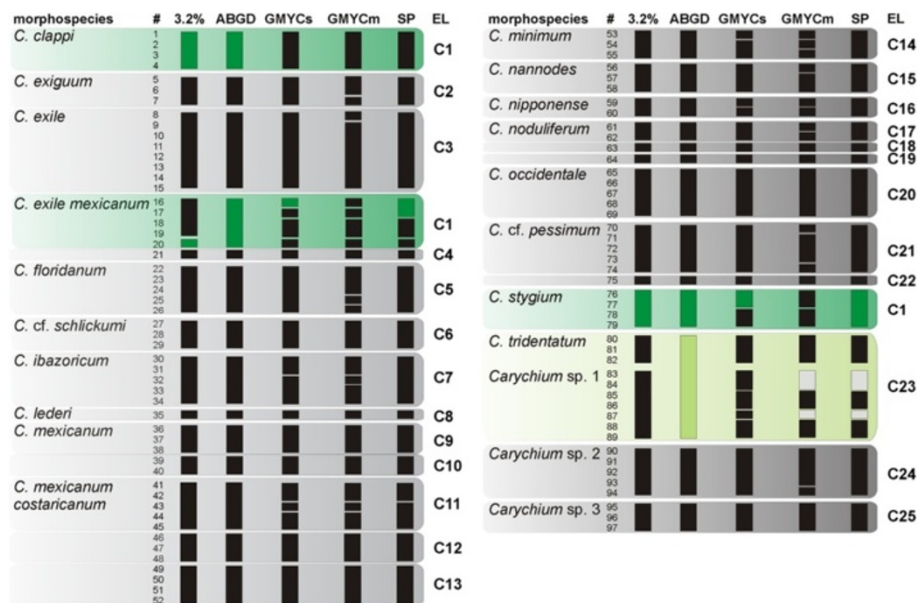 morphospecies # 3.2% ABGD GMYCs GMYCm SP EL
C. clappi 1
2
3
4
C1
C. exiguum 5
6
7
C2
C. exile 8
9
10
11
12
13
14
15
C3
C. exile mexicanum 16
17
18
19
20
C1
21 C4
C. floridanum 22
23
24
25
26
C5
C. cf. schlickumi 27
28
29
C6
C. ibazoricum 30
31
32
33
34
C7
C. lederi 35 C8
C. mexicanum 36
37
38
C9
39
40
C10
C. mexicanum 41
costaricanum 42
43
44
45
C11
46
47
48
C12
49
50
51
52
C13
morphospecies # 3.2% ABGD GMYCs GMYCm SP EL
C. minimum 53
54
55
C14
C. nannodes 56
57
58
C15
C. nipponense 59
60
C16
C. noduliferum 61
62
C17
63 C18
64 C19
C. occidentale 65
66
67
68
69
C20
C. cf. pessimum 70
71
72
73
74
C21
75 C22
C. stygium 76
77
78
79
C1
C. tridentatum 80
81
82
Carychium sp. 1 83
84
85
86
87
88
89
C23
Carychium sp. 2 90
91
92
93
94
C24
Carychium sp. 3 95
96
97
C25